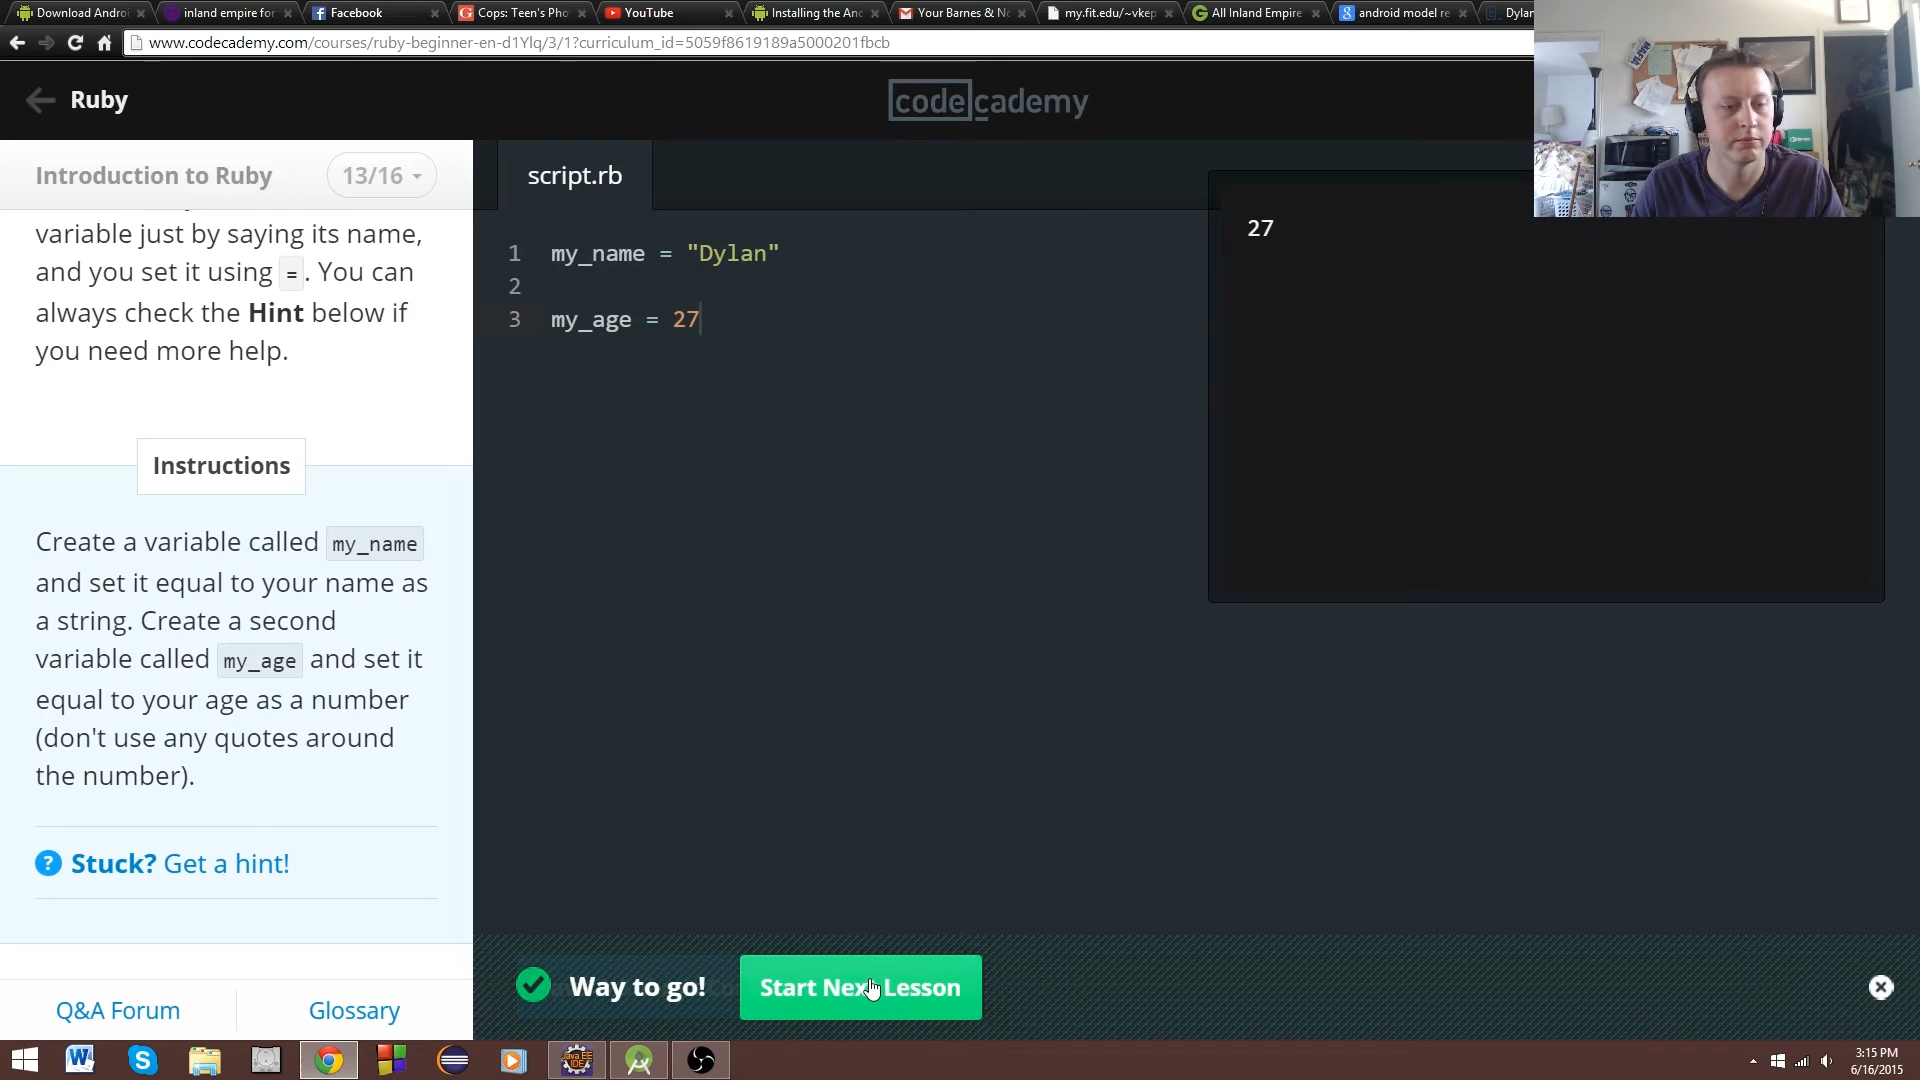 Download Androi
inland empire for
Facebook
Cops: Teen's Pho
YouTube
Installing the And
Your Barnes & No
my.fit.edu/~vkep
All Inland Empire
android model re
Dylan
www.codecademy.com/courses/ruby-beginner-en-d1Ylq/3/1?curriculum_id=5059f8619189a5000201fbcb
Ruby
codecademy
MAFIA
Introduction to Ruby
13/16
script.rb
variable just by saying its name,
and you set it using =. You can
always check the Hint below if
you need more help.
Instructions
Create a variable called my_name
and set it equal to your name as
a string. Create a second
variable called my_age and set it
equal to your age as a number
(don't use any quotes around
the number).
? Stuck? Get a hint!
Q&A Forum
Glossary
1 my_name = "Dylan"
2
3 my_age = 27
27
Way to go!
Start Next Lesson
Java EE
IDE
3:15 PM
6/16/2015